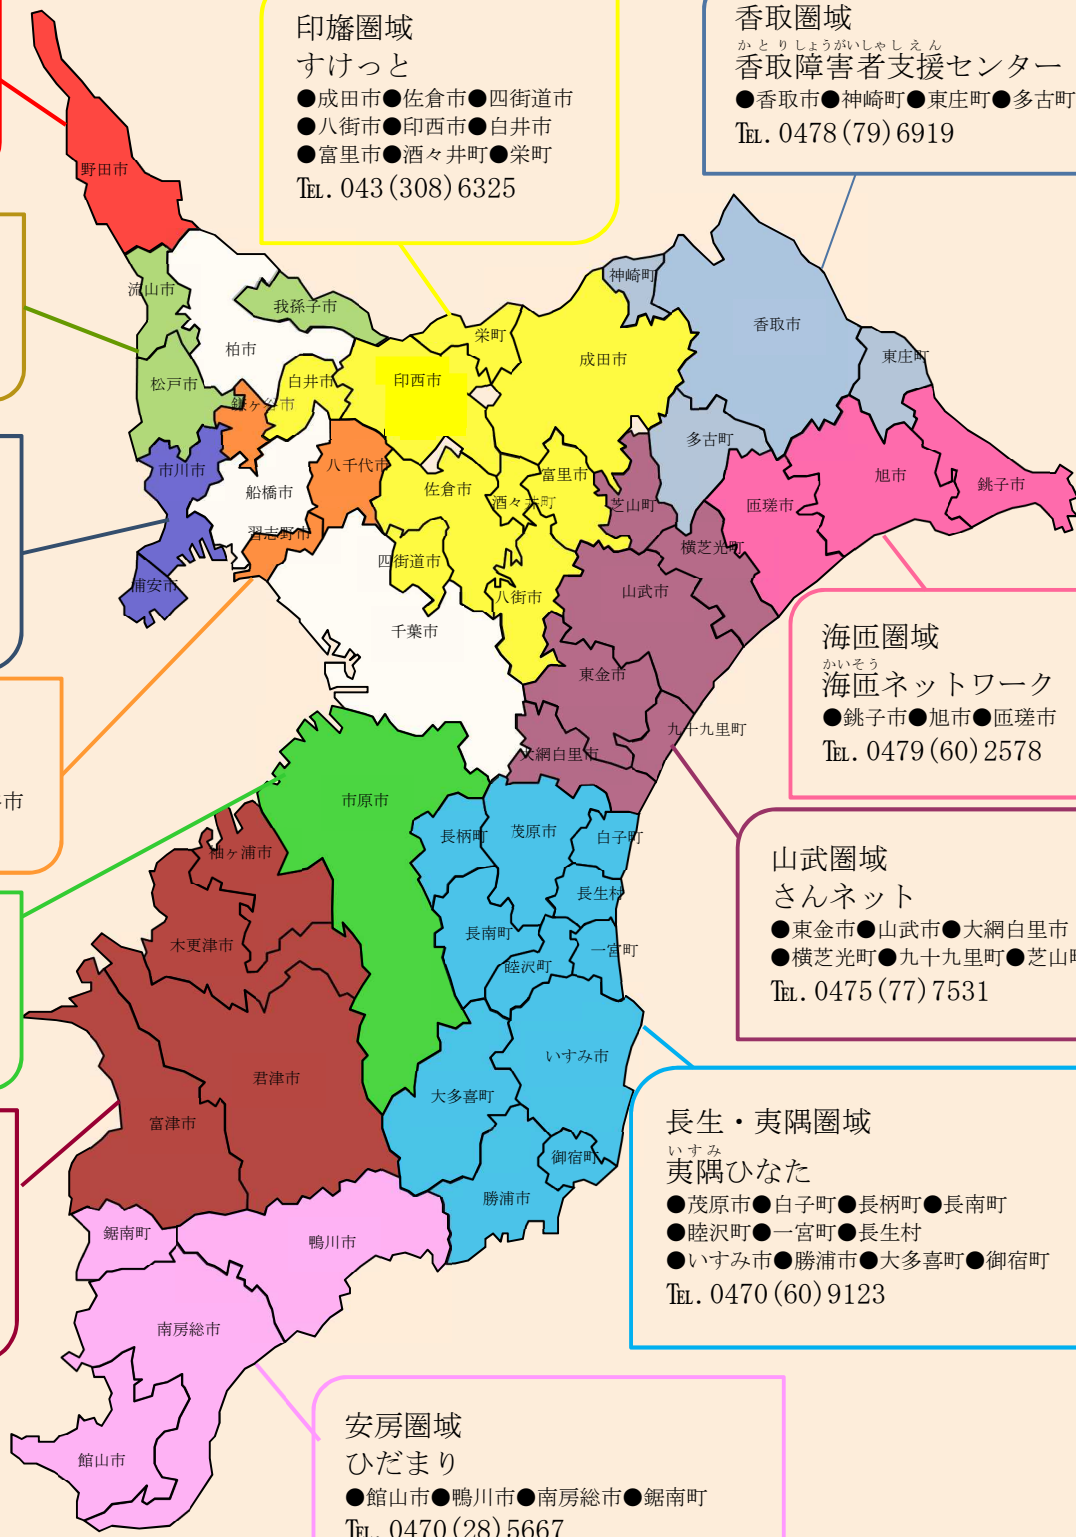 印旛圏域
すけっと
●成田市●佐倉市●四街道市
●八街市●印西市●白井市
●富里市●酒々井町●栄町
℡. 043(308)6325
香取圏域
かとりしょうがいしゃしえん
香取障害者支援センター
●香取市●神崎町●東庄町●多古町
℡. 0478(79)6919
野田市
流山市
我孫子市
柏市
松戸市
鎌ヶ谷市
白井市
印西市
栄町
成田市
神崎町
香取市
東庄町
多古町
市川市
船橋市
八千代市
佐倉市
酒々井町
富里市
芝山町
匝瑳市
旭市
銚子市
習志野市
浦安市
四街道市
八街市
横芝光町
山武市
千葉市
東金市
九十九里町
大網白里市
市
海匝圏域
かいそう
海匝ネットワーク
●銚子市●旭市●匝瑳市
℡. 0479(60)2578
市原市
長柄町
茂原市
白子町
袖ヶ浦市
長生村
木更津市
長南町
睦沢町
一宮町
山武圏域
さんネット
●東金市●山武市●大網白里市
●横芝光町●九十九里町●芝山町
℡. 0475(77)7531
君津市
富津市
いすみ市
大多喜町
御宿町
勝浦市
長生・夷隅圏域
いすみ
夷隅ひなた
●茂原市●白子町●長柄町●長南町
●睦沢町●一宮町●長生村
●いすみ市●勝浦市●大多喜町●御宿町
℡. 0470(60)9123
鋸南町
鴨川市
南房総市
館山市
安房圏域
ひだまり
●館山市●鴨川市●南房総市●鋸南町
℡. 0470(28)5667